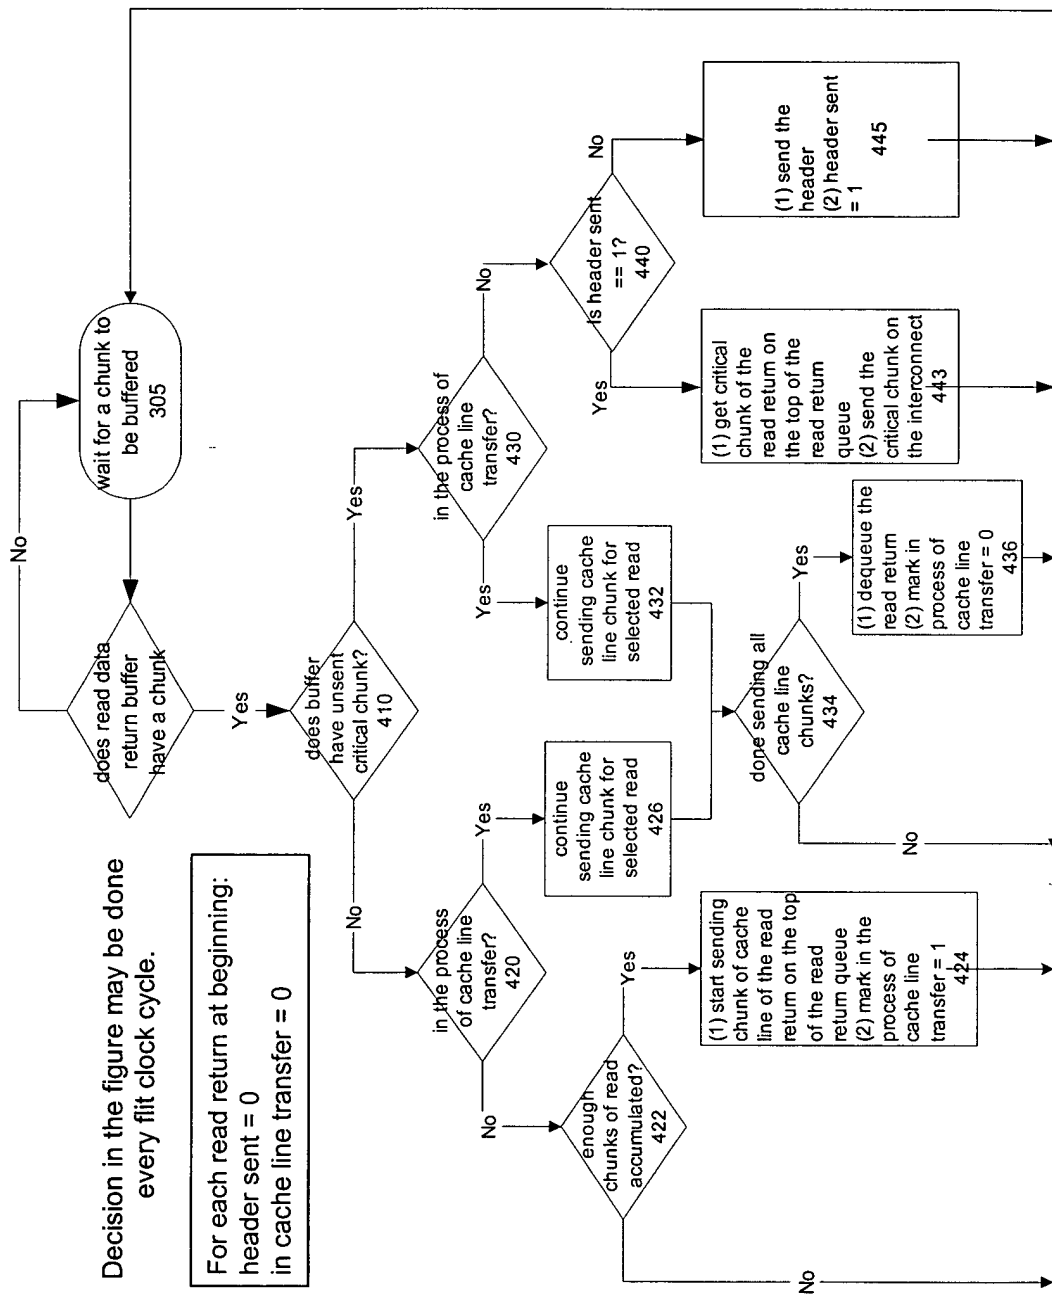 Decision in the figure may be done
every flit clock cycle.
For each read return at beginning:
header sent = 0
in cache line transfer = 0
No
wait for a chunk to
be buffered
305
does read data
return buffer
have a chunk
Yes
does buffer
have unsent
critical chunk?
410
No
Yes
in the process
of cache line
transfer?
420
in the process of
cache line
transfer?
430
No
Yes
Yes
No
enough
chunks of read
accumulated?
422
continue
sending cache
line chunk for
selected read
426
continue
sending cache
line chunk for
selected read
432
Is header sent
== 1?
440
Yes
Yes
No
(1) start sending
chunk of cache
line of the read
return on the top
of the read
return queue
(2) mark in the
process of
cache line
transfer = 1
424
done sending all
cache line
chunks?
434
(1) get critical
chunk of the
read return on
the top of the
read return
queue
(2) send the
critical chunk on
the interconnect
443
(1) send the
header
(2) header sent
= 1
445
No
No
Yes
(1) dequeue the
read return
(2) mark in
process of
cache line
transfer = 0
436